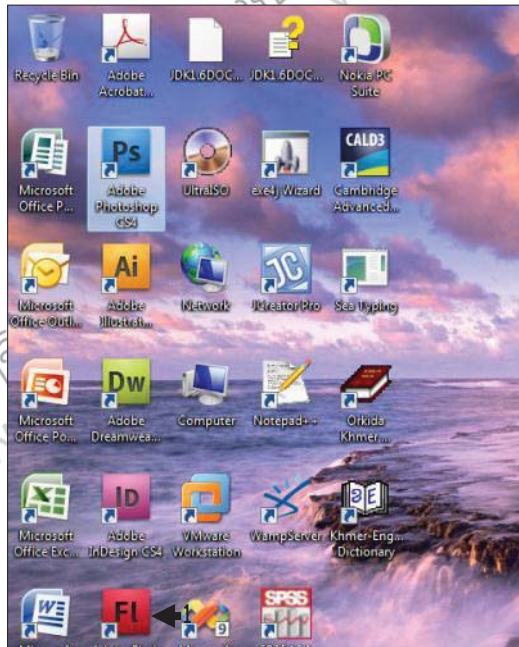 Recycle Bin
Adobe
Acrobat...
JDK1.6DOC...
JDK1.6DOC...
Nokia PC
Suite
Microsoft
Office P...
Ps
Adobe
Photoshop
CS4
UltraISO
exe4j Wizard
CALD3
Cambridge
Advanced...
Microsoft
Office Outl...
Ai
Adobe
Illustrat...
Network
JC
JCreator Pro
Sea Typing
Microsoft
Office Po...
Dw
Adobe
Dreamwea...
Computer
Notepad++
Orkida
Khmer...
Microsoft
Office Exc...
ID
Adobe
InDesign CS4
VMware
Workstation
WampServer
Khmer-Eng...
Dictionary
Fl
1
9
SPSS